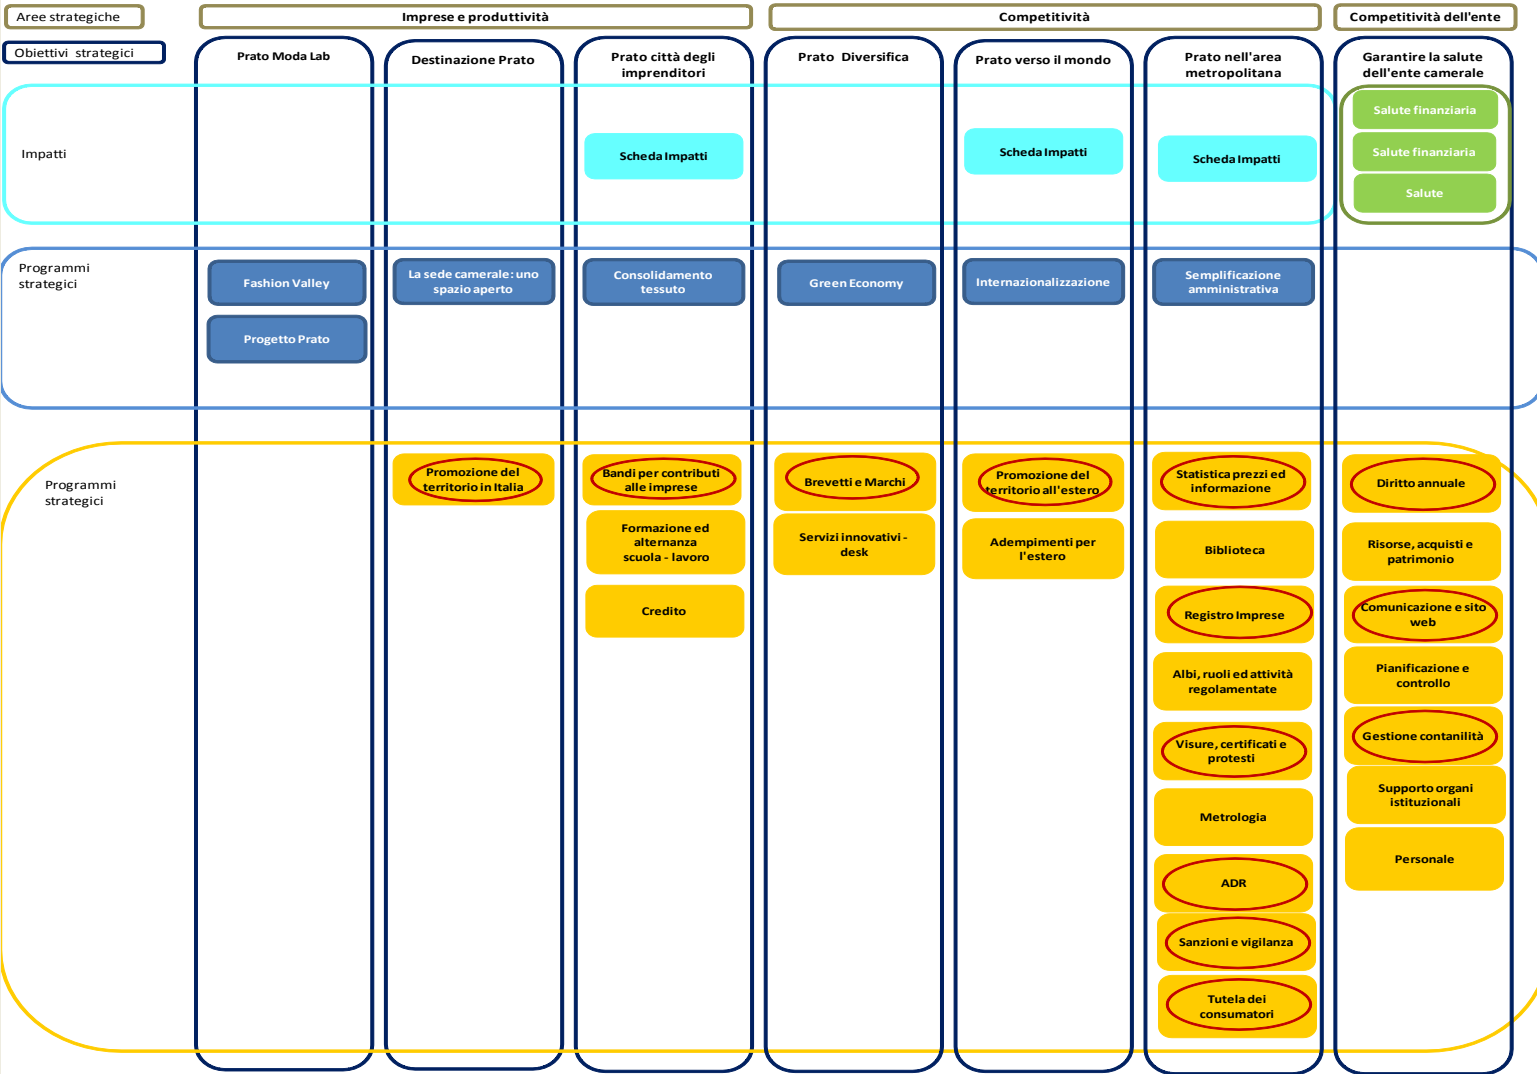 Aree strategiche
Imprese e produttività
Competitività
Competitività dell'ente
Obiettivi strategici
Prato Moda Lab
Destinazione Prato
Prato città degli
imprenditori
Prato Diversifica
Prato verso il mondo
Prato nell'area
metropolitana
Garantire la salute
dell'ente camerale
Impatti
Scheda Impatti
Scheda Impatti
Scheda Impatti
Salute finanziaria
Salute finanziaria
Salute
Programmi
strategici
Fashion Valley
La sede camerale: uno
spazio aperto
Consolidamento
tessuto
Green Economy
Internazionalizzazione
Semplificazione
amministrativa
Progetto Prato
Programmi
strategici
Promozione del
territorio in Italia
Bandi per contributi
alle imprese
Formazione ed
alternanza
scuola - lavoro
Credito
Brevetti e Marchi
Servizi innovativi -
desk
Promozione del
territorio all'estero
Adempimenti per
l'estero
Statistica prezzi ed
informazione
Biblioteca
Registro Imprese
Albi, ruoli ed attività
regolamentate
Visure, certificati e
protesti
Metrologia
ADR
Sanzioni e vigilanza
Tutela dei
consumatori
Diritto annuale
Risorse, acquisti e
patrimonio
Comunicazione e sito
web
Pianificazione e
controllo
Gestione contanilità
Supporto organi
istituzionali
Personale